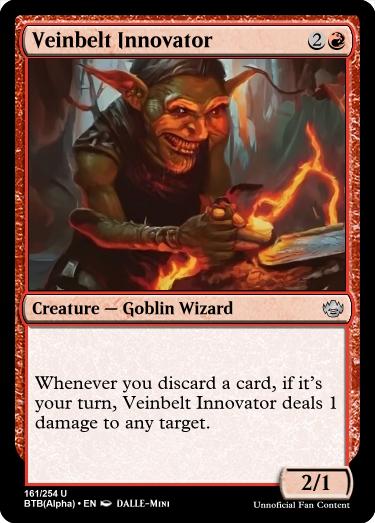 Veinbelt Innovator 2
Creature — Goblin Wizard
Whenever you discard a card, if it's
your turn, Veinbelt Innovator deals 1
damage to any target.
2/1
161/254 U
BTB(Alpha) • EN DALLE-Mini
Unofficial Fan Content